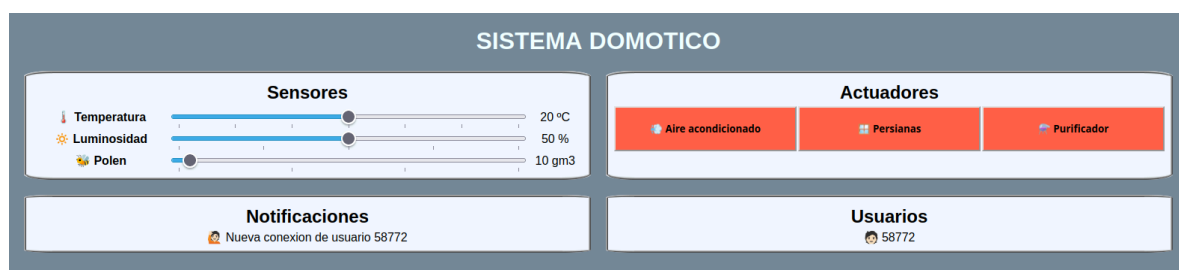 SISTEMA DOMOTICO
Sensores
Temperatura 20 ºC
Luminosidad 50 %
Polen 10 gm3
Actuadores
Aire acondicionado Persianas Purificador
Notificaciones
Nueva conexion de usuario 58772
Usuarios
58772